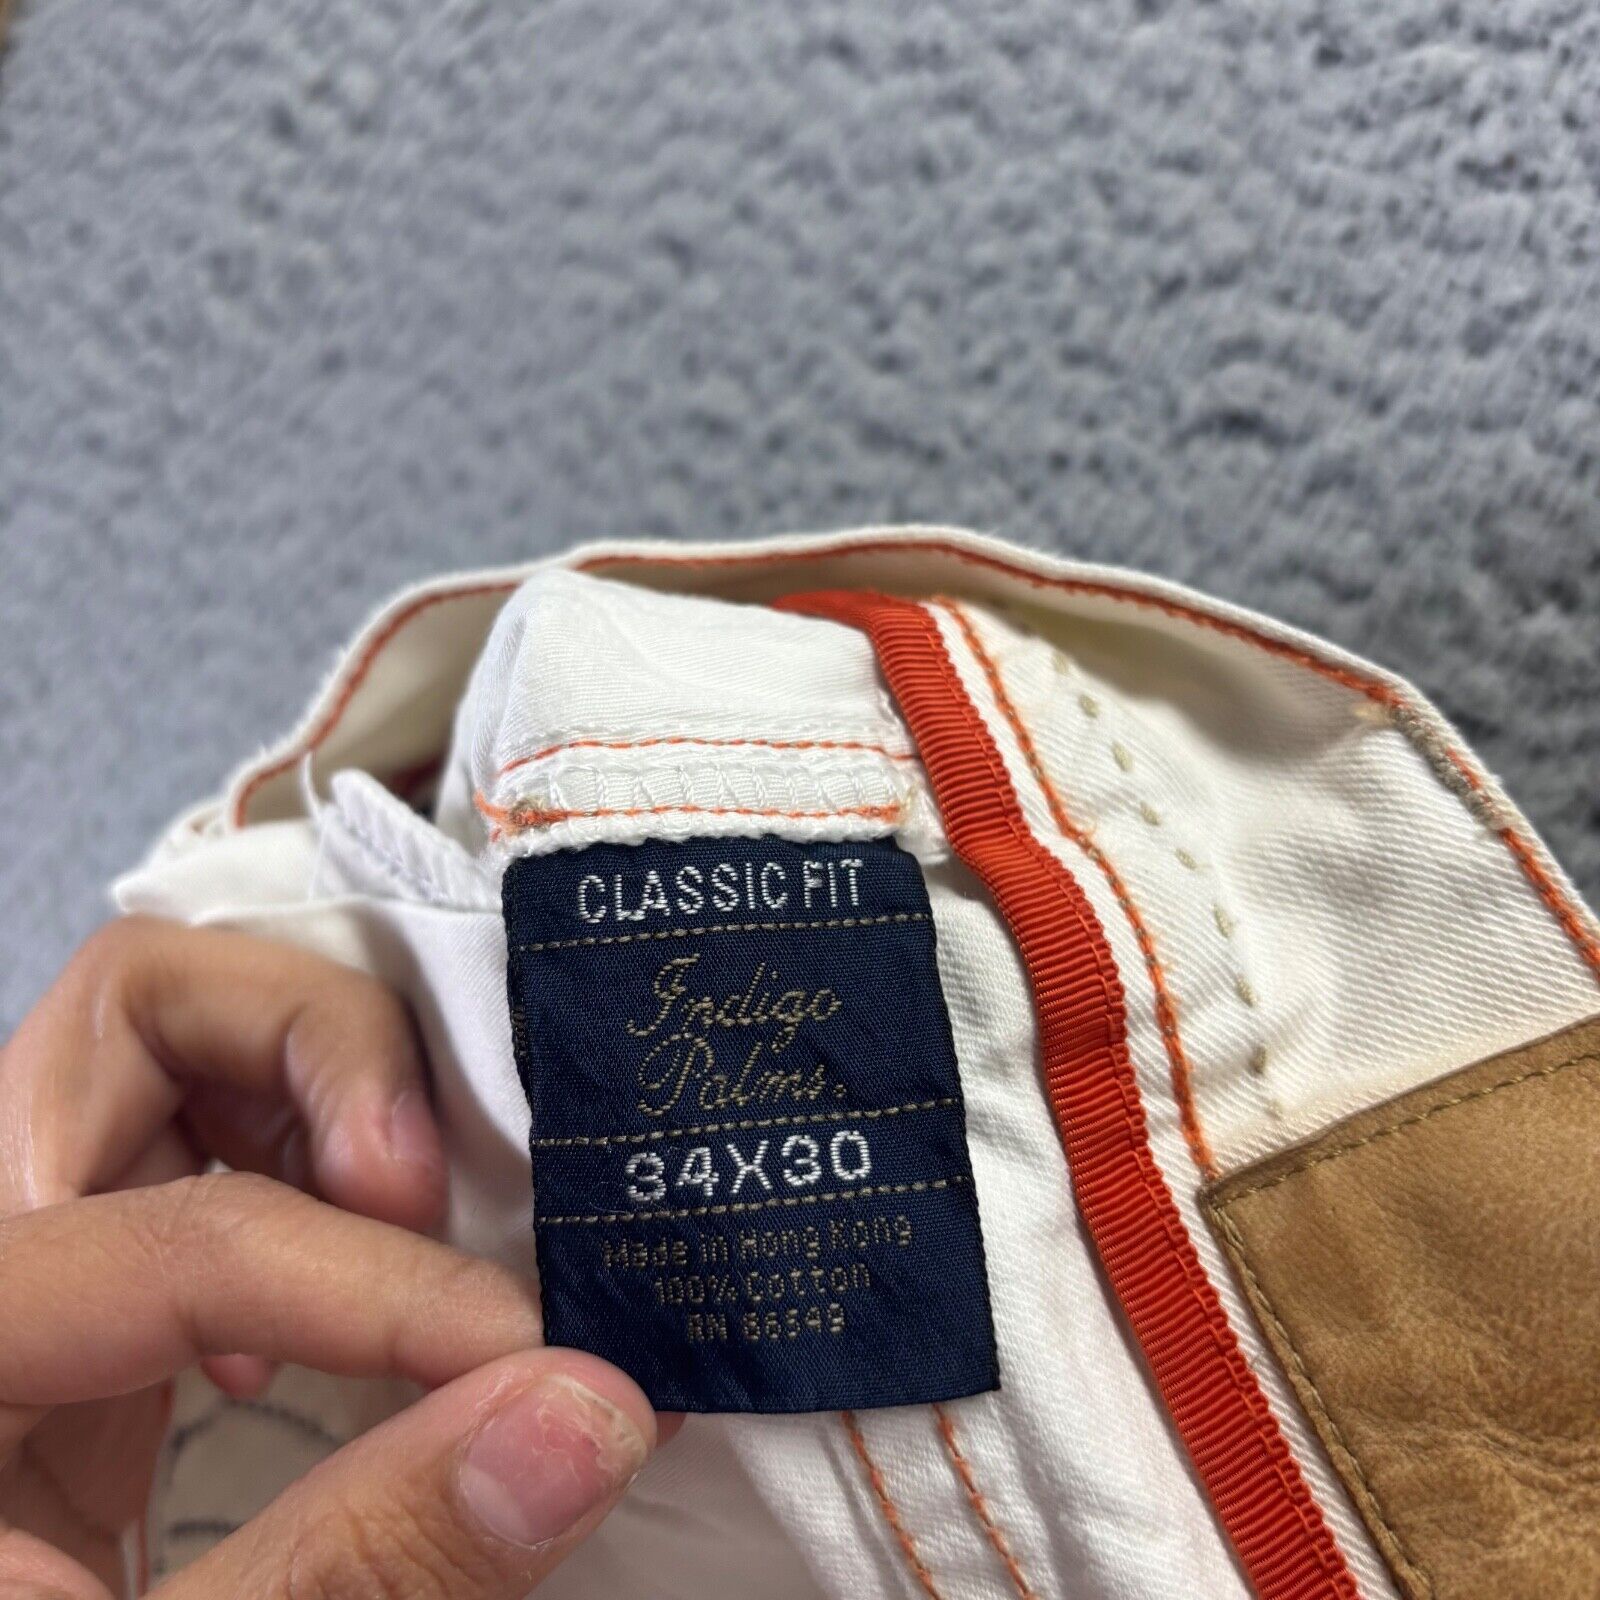 CLASSIC FIT
Indigo
Palms.
34X30
Made in Hong Kong
100% Cotton
RN 86549